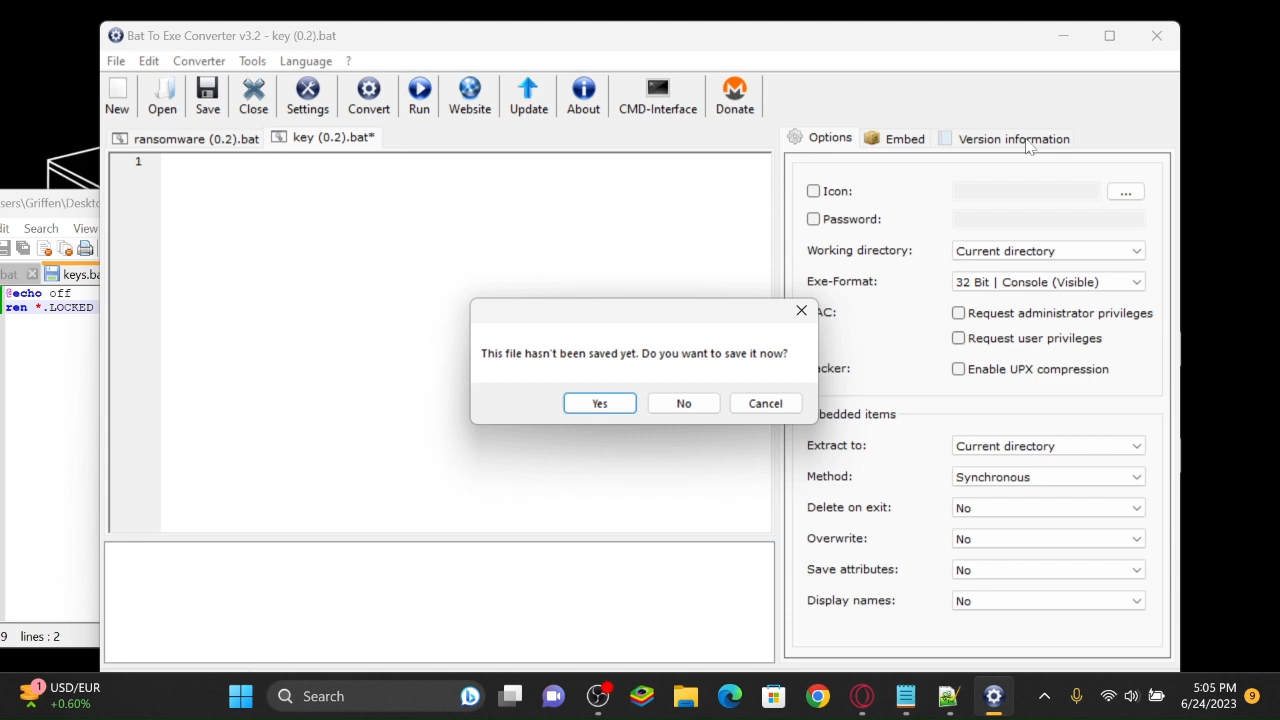 Bat To Exe Converter v3.2 - key (0.2).bat
File Edit Converter Tools Language ?
New Open Save Close Settings Convert Run Website Update About CMD-Interface Donate
ransomware (0.2).bat key (0.2).bat*
Options Embed Version information
1
Icon: ...
Password:
Working directory: Current directory
Exe-Format: 32 Bit | Console (Visible)
AC: Request administrator privileges
Request user privileges
acker: Enable UPX compression
bedded items
Extract to: Current directory
Method: Synchronous
Delete on exit: No
Overwrite: No
Save attributes: No
Display names: No
This file hasn't been saved yet. Do you want to save it now?
Yes No Cancel
sers\Griffen\Deskto
dit Search View
bat keys.ba
@echo off
ren *.LOCKED
9 lines : 2
1 USD/EUR
+0.60%
Search
5:05 PM
6/24/2023 9